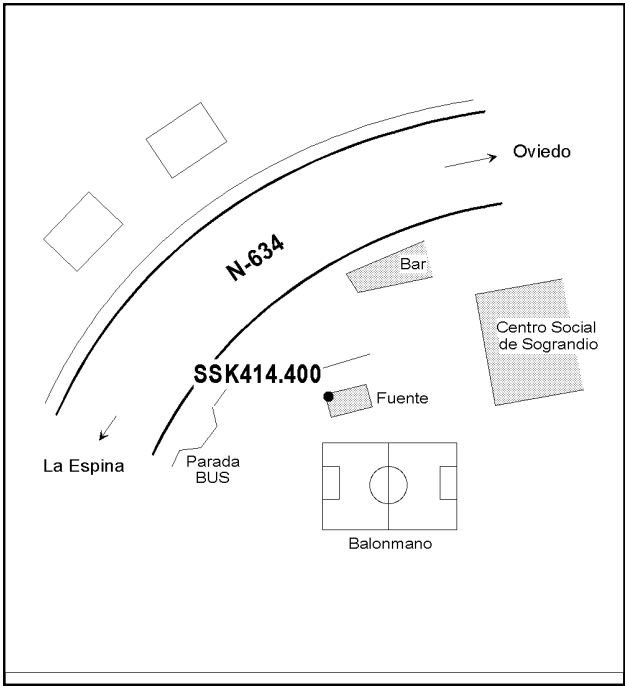 Oviedo
N-634
Bar
Centro Social
de Sograndio
SSK414.400
Fuente
La Espina
Parada
BUS
Balonmano